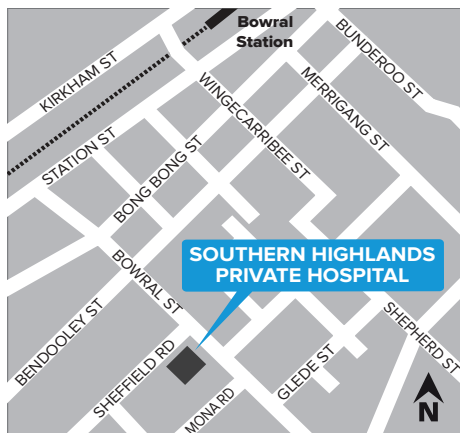 Bowral
Station
KIRKHAM ST
BUNDEROO ST
MERRIGANG ST
WINGECARRIBEE ST
STATION ST
BONG BONG ST
SOUTHERN HIGHLANDS
PRIVATE HOSPITAL
BOWRAL ST
BENDOOLEY ST
SHEPHERD ST
SHEFFIELD RD
GLEDE ST
MONA RD
N